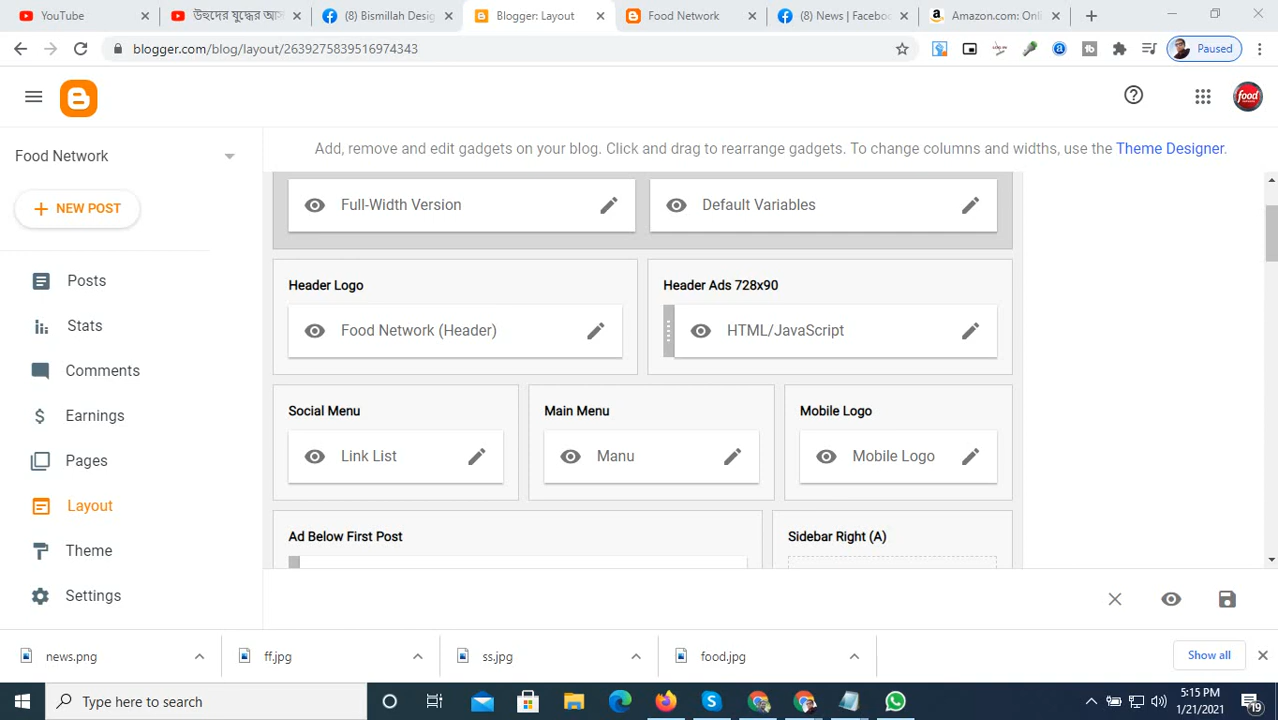 YouTube
উহুদের যুদ্ধের আস
(8) Bismillah Desig
Blogger: Layout
Food Network
(8) News | Facebo
Amazon.com: Onli
blogger.com/blog/layout/2639275839516974343
Paused
Food Network
Add, remove and edit gadgets on your blog. Click and drag to rearrange gadgets. To change columns and widths, use the Theme Designer.
NEW POST
Posts
Stats
Comments
Earnings
Pages
Layout
Theme
Settings
Full-Width Version
Default Variables
Header Logo
Food Network (Header)
Header Ads 728x90
HTML/JavaScript
Social Menu
Link List
Main Menu
Manu
Mobile Logo
Mobile Logo
Ad Below First Post
Sidebar Right (A)
food
news.png
ff.jpg
ss.jpg
food.jpg
Show all
Type here to search
5:15 PM
1/21/2021
19